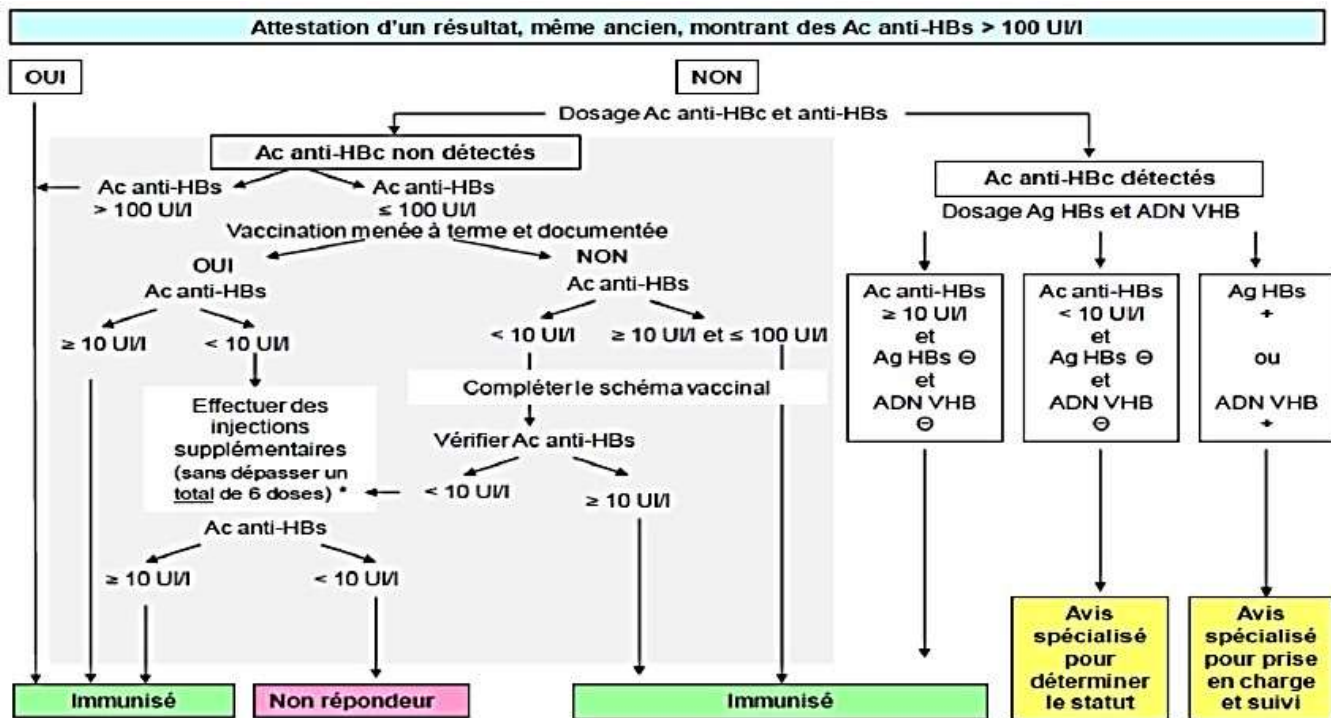 Attestation d'un résultat, même ancien, montrant des Ac anti-HBs > 100 UI/l
OUI
NON
Dosage Ac anti-HBc et anti-HBs
Ac anti-HBc non détectés
Ac anti-HBs
> 100 UI/l
Ac anti-HBs
≤ 100 UI/l
Vaccination menée à terme et documentée
OUI
Ac anti-HBs
≥ 10 UI/l
< 10 UI/l
Effectuer des
injections
supplémentaires
(sans dépasser un
total de 6 doses) *
Ac anti-HBs
≥ 10 UI/l
< 10 UI/l
NON
Ac anti-HBs
< 10 UI/l
≥ 10 UI/l et ≤ 100 UI/l
Compléter le schéma vaccinal
Vérifier Ac anti-HBs
< 10 UI/l
≥ 10 UI/l
Ac anti-HBc détectés
Dosage Ag HBs et ADN VHB
Ac anti-HBs
≥ 10 UI/l
et
Ag HBs ⊖
et
ADN VHB
⊖
Ac anti-HBs
< 10 UI/l
et
Ag HBs ⊖
et
ADN VHB
⊖
Ag HBs
+
ou
ADN VHB
+
Immunisé
Non répondeur
Immunisé
Avis
spécialisé
pour
déterminer
le statut
Avis
spécialisé
pour prise
en charge
et suivi